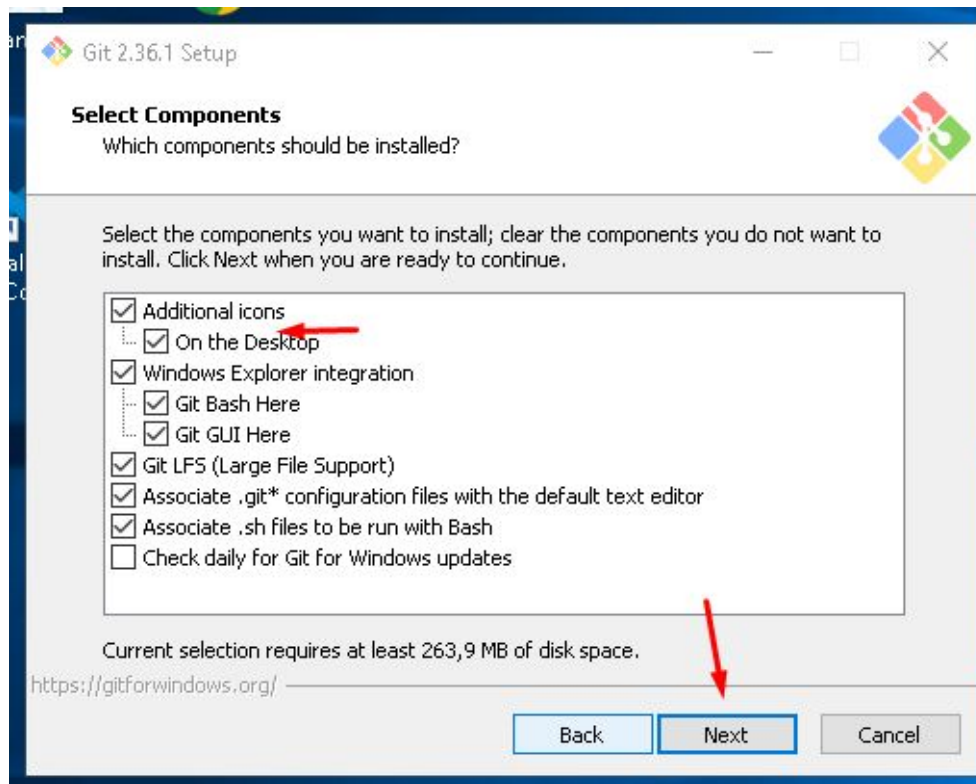 Git 2.36.1 Setup
Select Components
Which components should be installed?
Select the components you want to install; clear the components you do not want to
install. Click Next when you are ready to continue.
Additional icons
On the Desktop
Windows Explorer integration
Git Bash Here
Git GUI Here
Git LFS (Large File Support)
Associate .git* configuration files with the default text editor
Associate .sh files to be run with Bash
Check daily for Git for Windows updates
Current selection requires at least 263,9 MB of disk space.
https://gitforwindows.org/
Back Next Cancel